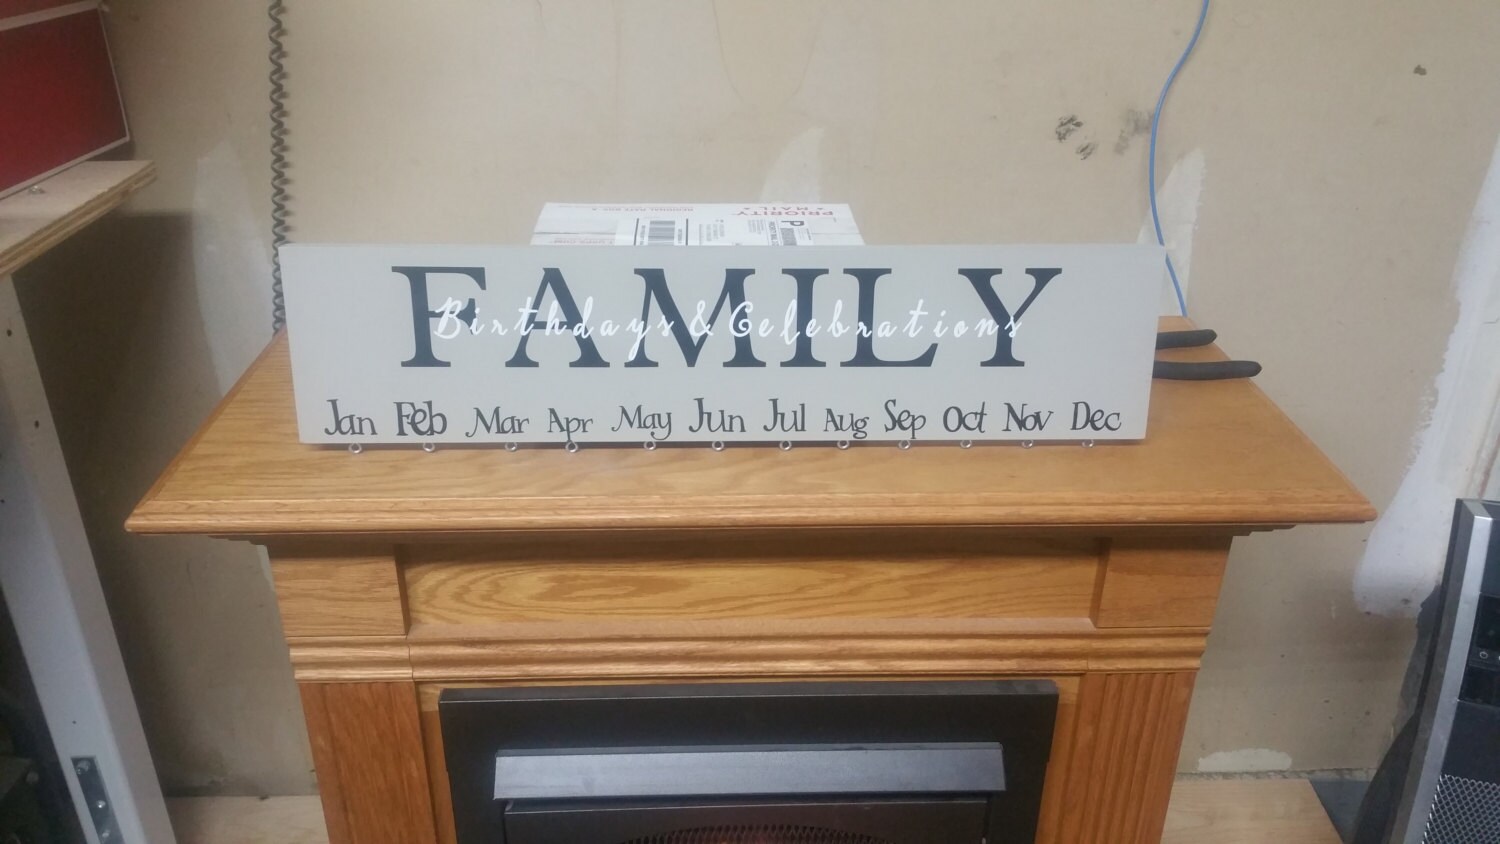 PRIORITY
MAIL
P
FAMILY
Birthdays & Celebrations
Jan Feb Mar Apr May Jun Jul Aug Sep Oct Nov Dec